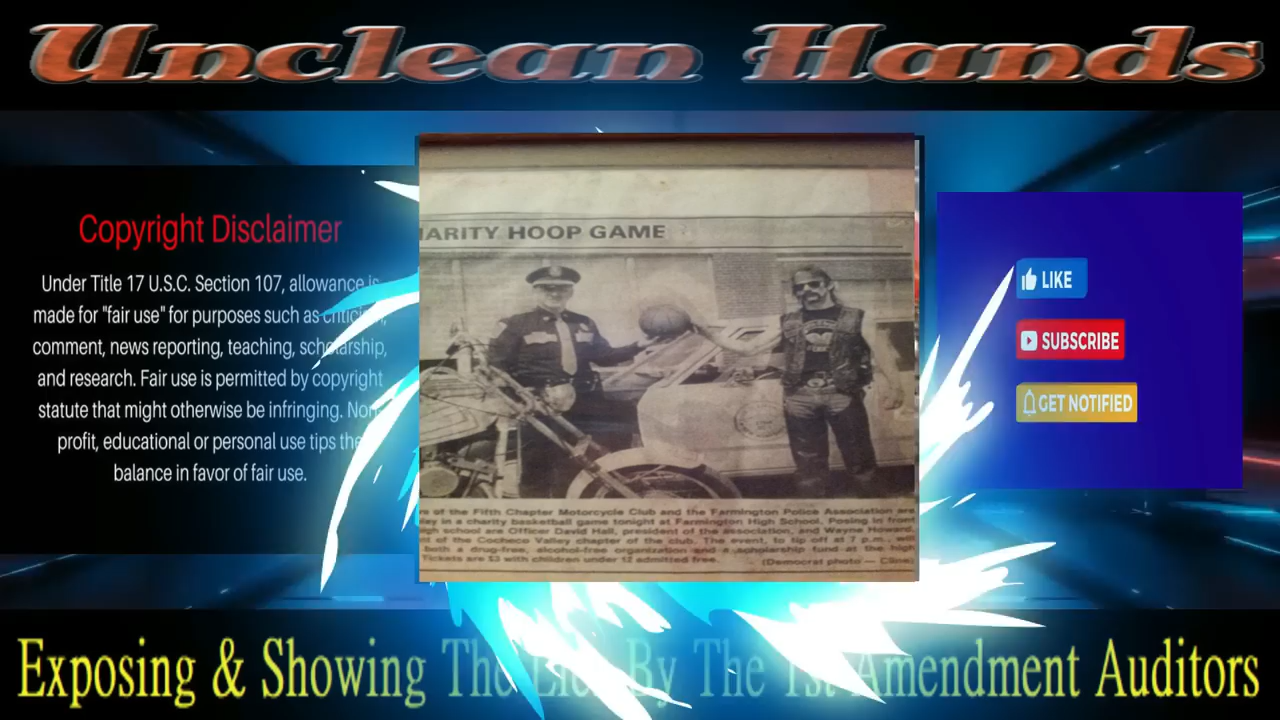 Unclean Hands
Copyright Disclaimer
Under Title 17 U.S.C. Section 107, allowance is
made for "fair use" for purposes such as criticism,
comment, news reporting, teaching, scholarship,
and research. Fair use is permitted by copyright
statute that might otherwise be infringing. Non-
profit, educational or personal use tips the
balance in favor of fair use.
HARITY HOOP GAME
of the Fifth Chapter Motorcycle Club and the Farmington Police Association are
lay in a charity basketball game tonight at Farmington High School. Posing in front
igh school are Officer David Hall, president of the association, and Wayne Howard,
of the Cocheco Valley chapter of the club. The event, to tip off at 7 p.m., will
both a drug-free, alcohol-free organization and a scholarship fund at the high
Tickets are $3 with children under 12 admitted free. (Democrat photo — Cline)
LIKE
SUBSCRIBE
GET NOTIFIED
Exposing & Showing The Lies By The 1st Amendment Auditors